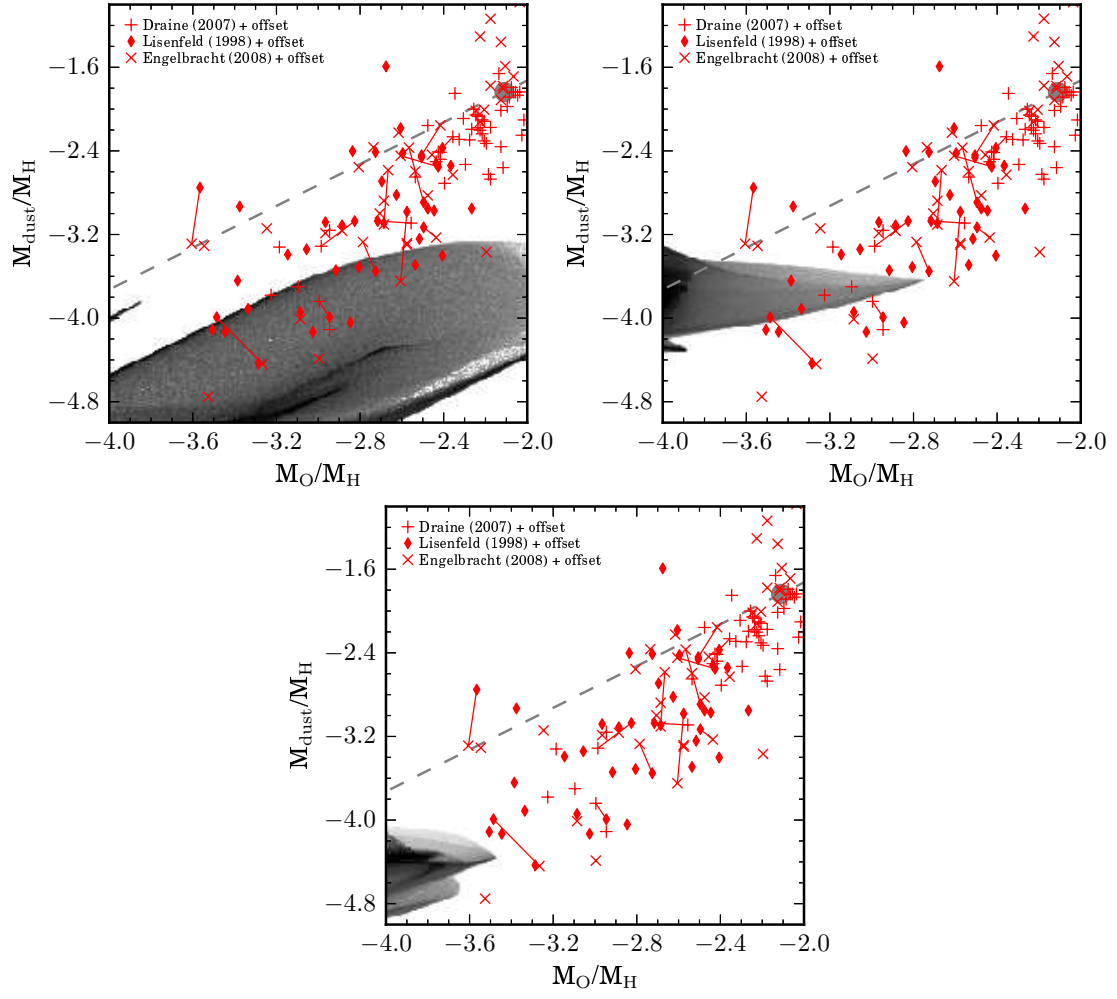 Draine (2007) + offset
Lisenfeld (1998) + offset
Engelbracht (2008) + offset
−1.6
−2.4
−3.2
−4.0
−4.8
M_dust/M_H
−4.0 −3.6 −3.2 −2.8 −2.4 −2.0
M_O/M_H
Draine (2007) + offset
Lisenfeld (1998) + offset
Engelbracht (2008) + offset
−1.6
−2.4
−3.2
−4.0
−4.8
M_dust/M_H
−4.0 −3.6 −3.2 −2.8 −2.4 −2.0
M_O/M_H
Draine (2007) + offset
Lisenfeld (1998) + offset
Engelbracht (2008) + offset
−1.6
−2.4
−3.2
−4.0
−4.8
M_dust/M_H
−4.0 −3.6 −3.2 −2.8 −2.4 −2.0
M_O/M_H